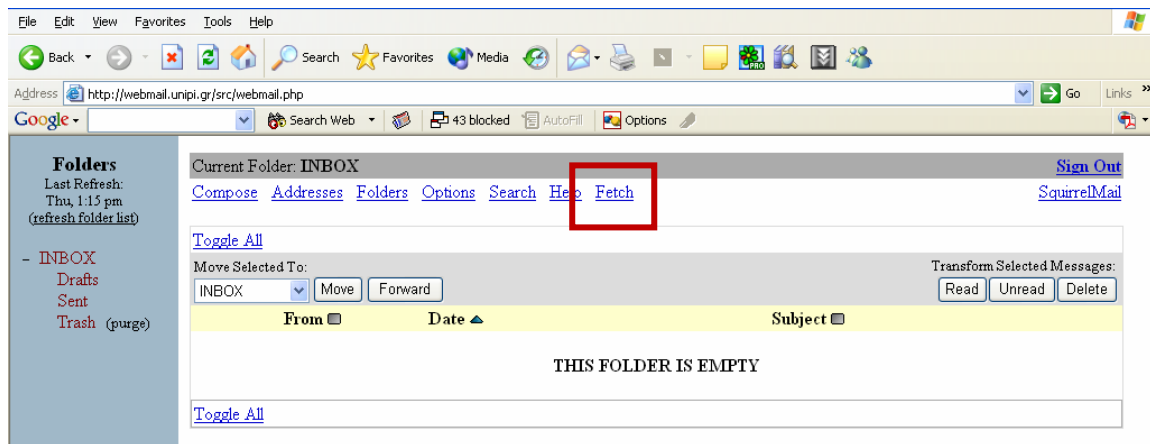 File Edit View Favorites Tools Help
Back Search Favorites Media PRO
Address http://webmail.unipi.gr/src/webmail.php Go Links »
Google Search Web 43 blocked AutoFill Options
Folders
Last Refresh:
Thu, 1:15 pm
(refresh folder list)
- INBOX
Drafts
Sent
Trash (purge)
Current Folder: INBOX Sign Out
Compose Addresses Folders Options Search Help Fetch SquirrelMail
Toggle All
Move Selected To: Transform Selected Messages:
INBOX Move Forward Read Unread Delete
From Date Subject
THIS FOLDER IS EMPTY
Toggle All